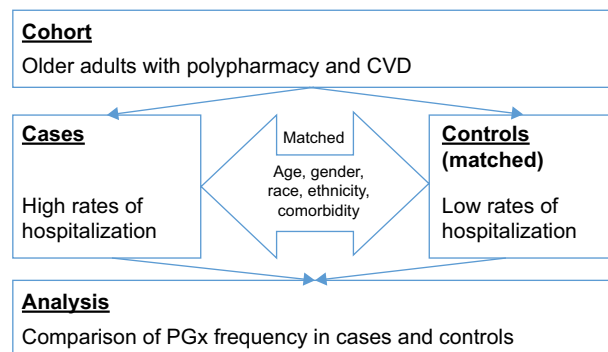 Cohort
Older adults with polypharmacy and CVD
Cases
High rates of
hospitalization
Matched
Age, gender,
race, ethnicity,
comorbidity
Controls
(matched)
Low rates of
hospitalization
Analysis
Comparison of PGx frequency in cases and controls